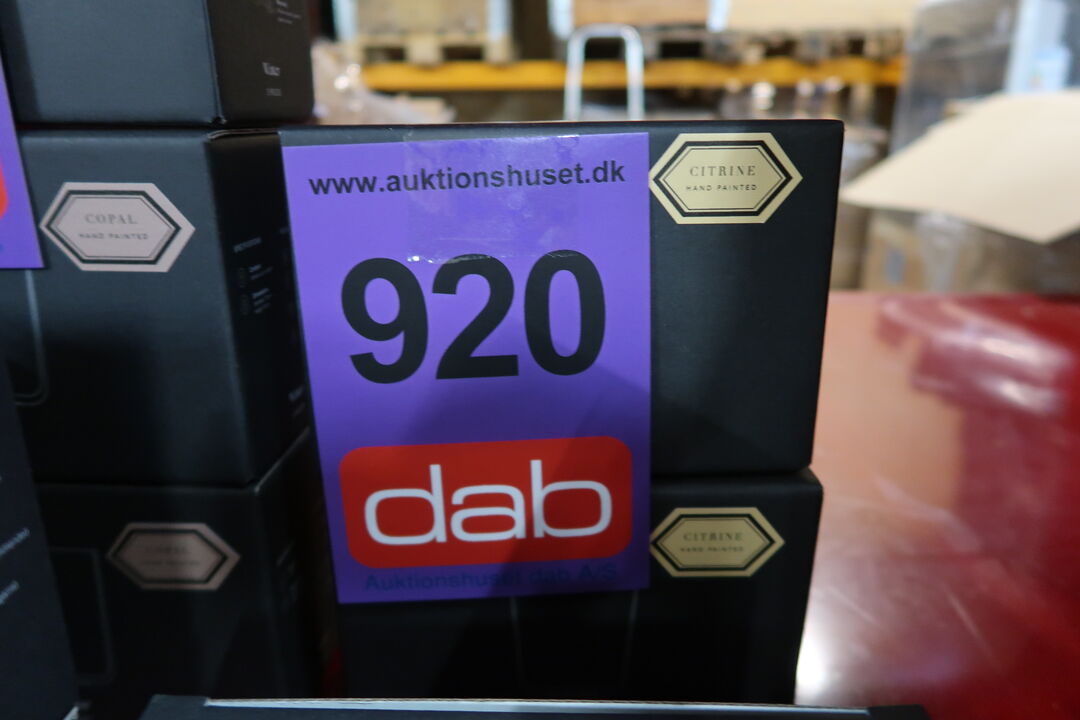 www.auktionshuset.dk
920
dab
Auktionshuset dab A/S
CITRINE
HAND PAINTED
COPAL
HAND PAINTED
CITRINE
HAND PAINTED